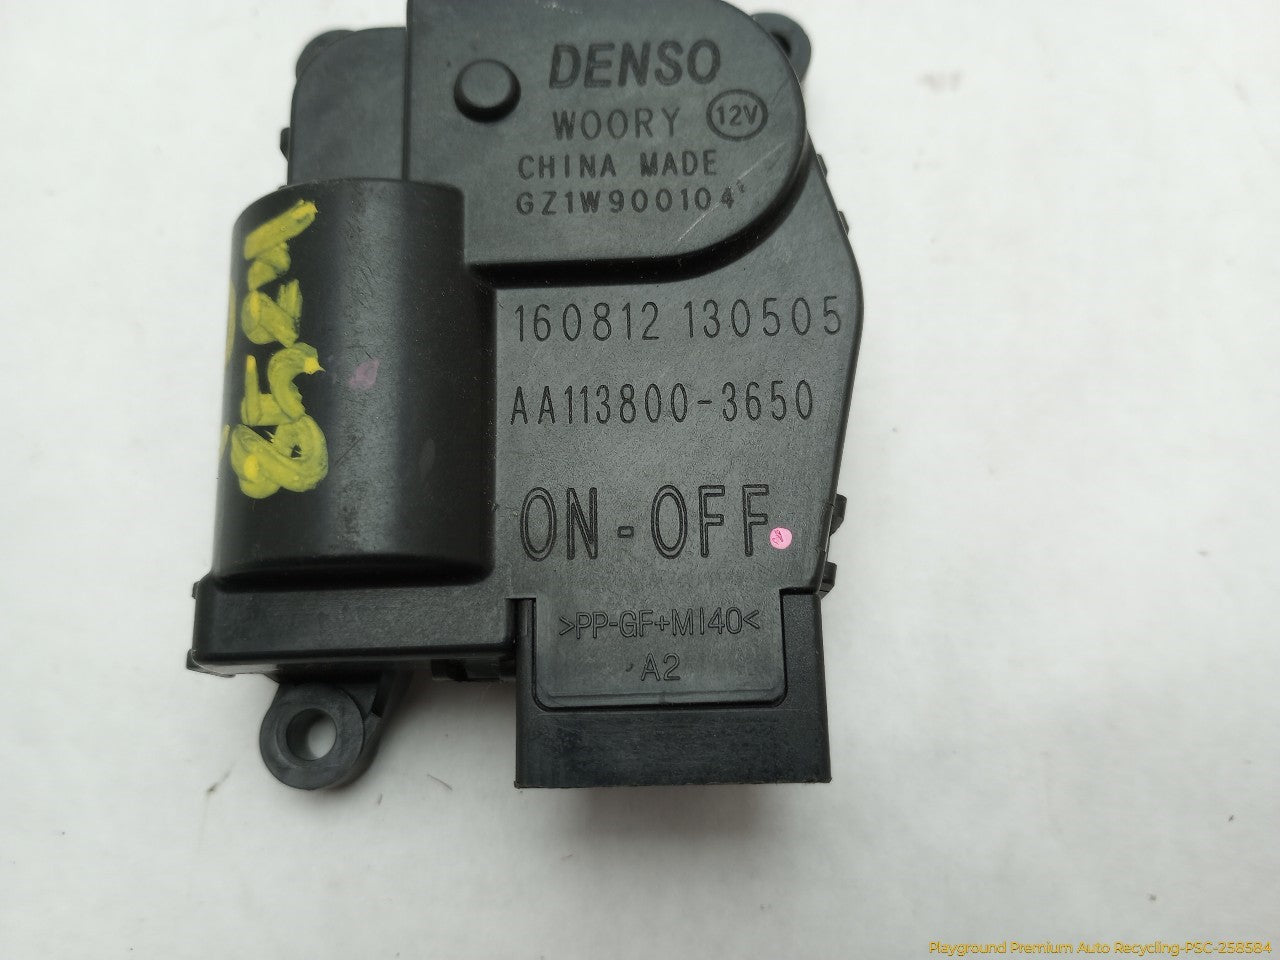 DENSO
WOORY 12V
CHINA MADE
GZ1W900104
160812 130505
AA113800-3650
ON-OFF
>PP-GF+MI40<
A2
Playground Premium Auto Recycling-PSC-258584